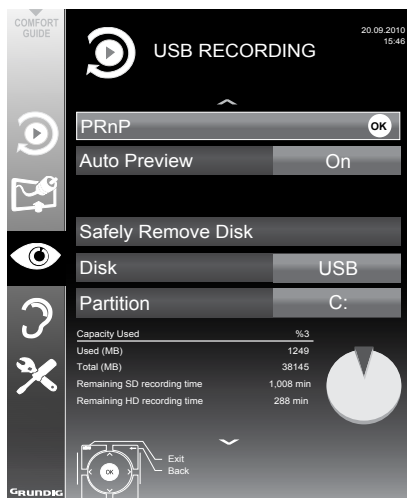 COMFORT
GUIDE
USB RECORDING
20.09.2010
15:46
PRnP OK
Auto Preview On
Safely Remove Disk
Disk USB
Partition C:
Capacity Used %3
Used (MB) 1249
Total (MB) 38145
Remaining SD recording time 1,008 min
Remaining HD recording time 288 min
Exit
Back
OK
GRUNDIG